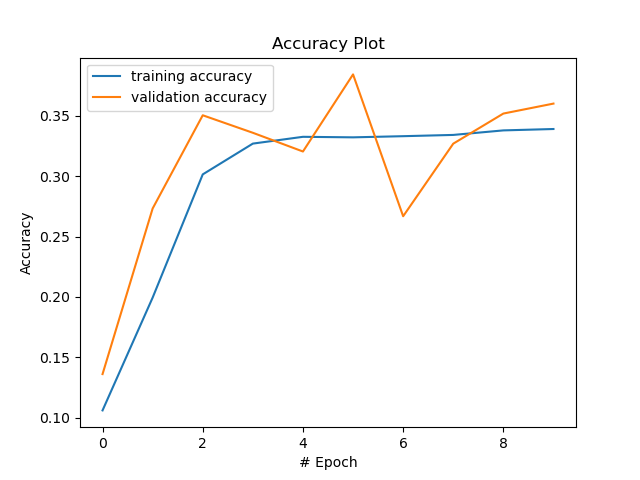 Accuracy Plot
training accuracy
validation accuracy
0.35
0.30
0.25
0.20
0.15
0.10
Accuracy
0 2 4 6 8
# Epoch